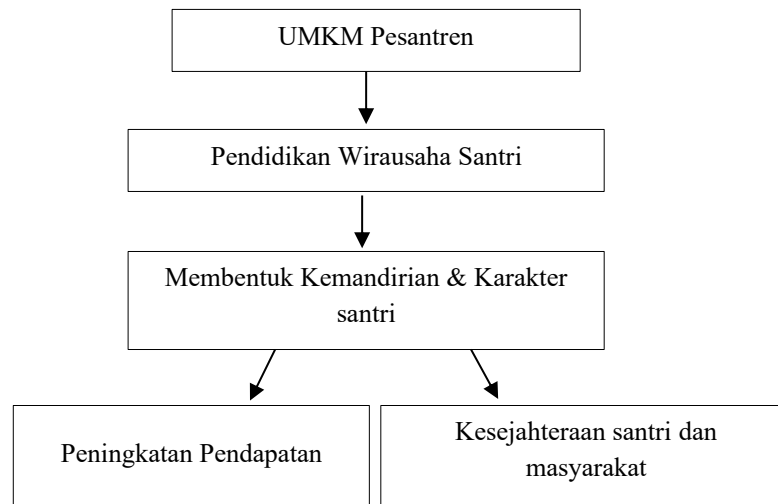 UMKM Pesantren
Pendidikan Wirausaha Santri
Membentuk Kemandirian & Karakter
santri
Peningkatan Pendapatan
Kesejahteraan santri dan
masyarakat